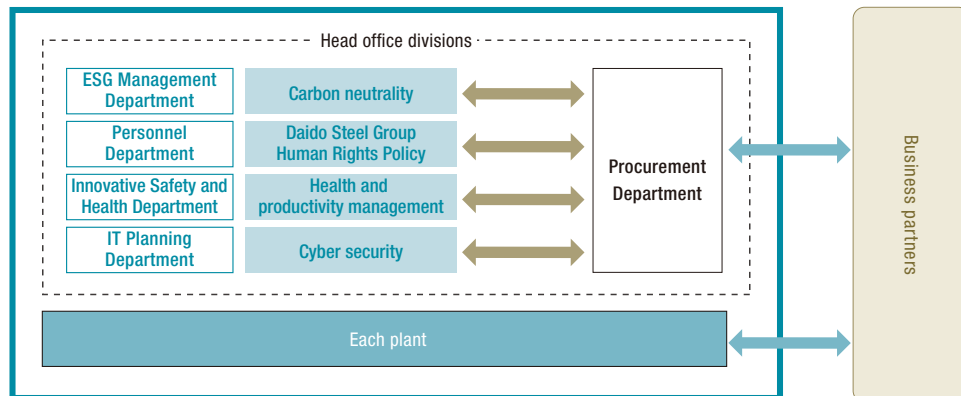 Head office divisions
ESG Management
Department
Carbon neutrality
Personnel
Department
Daido Steel Group
Human Rights Policy
Innovative Safety and
Health Department
Health and
productivity management
IT Planning
Department
Cyber security
Procurement
Department
Each plant
Business partners